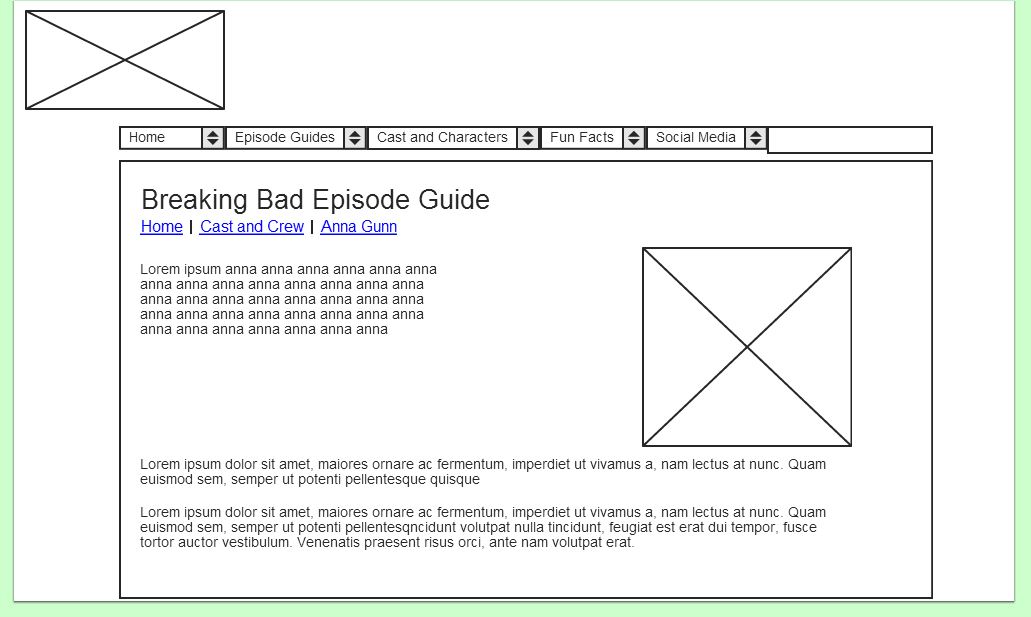 Home Episode Guides Cast and Characters Fun Facts Social Media
Breaking Bad Episode Guide
Home | Cast and Crew | Anna Gunn
Lorem ipsum anna anna anna anna anna anna
anna anna anna anna anna anna anna anna
anna anna anna anna anna anna anna anna
anna anna anna anna anna anna anna anna
anna anna anna anna anna anna anna
Lorem ipsum dolor sit amet, maiores ornare ac fermentum, imperdiet ut vivamus a, nam lectus at nunc. Quam
euismod sem, semper ut potenti pellentesque quisque
Lorem ipsum dolor sit amet, maiores ornare ac fermentum, imperdiet ut vivamus a, nam lectus at nunc. Quam
euismod sem, semper ut potenti pellentesqncidunt volutpat nulla tincidunt, feugiat est erat dui tempor, fusce
tortor auctor vestibulum. Venenatis praesent risus orci, ante nam volutpat erat.